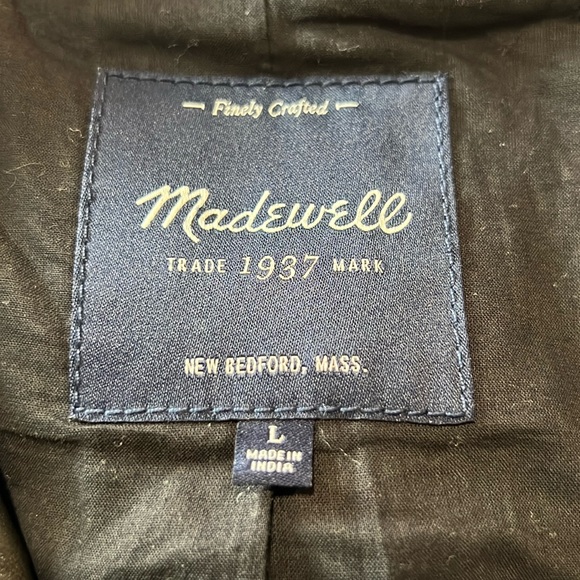 Finely Crafted
Madewell
TRADE 1937 MARK
NEW BEDFORD, MASS.
L
MADE IN
INDIA